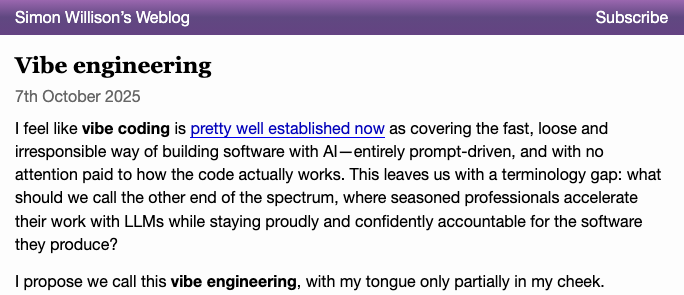 Simon Willison’s Weblog
Subscribe
Vibe engineering
7th October 2025
I feel like vibe coding is pretty well established now as covering the fast, loose and
irresponsible way of building software with AI—entirely prompt-driven, and with no
attention paid to how the code actually works. This leaves us with a terminology gap: what
should we call the other end of the spectrum, where seasoned professionals accelerate
their work with LLMs while staying proudly and confidently accountable for the software
they produce?
I propose we call this vibe engineering, with my tongue only partially in my cheek.